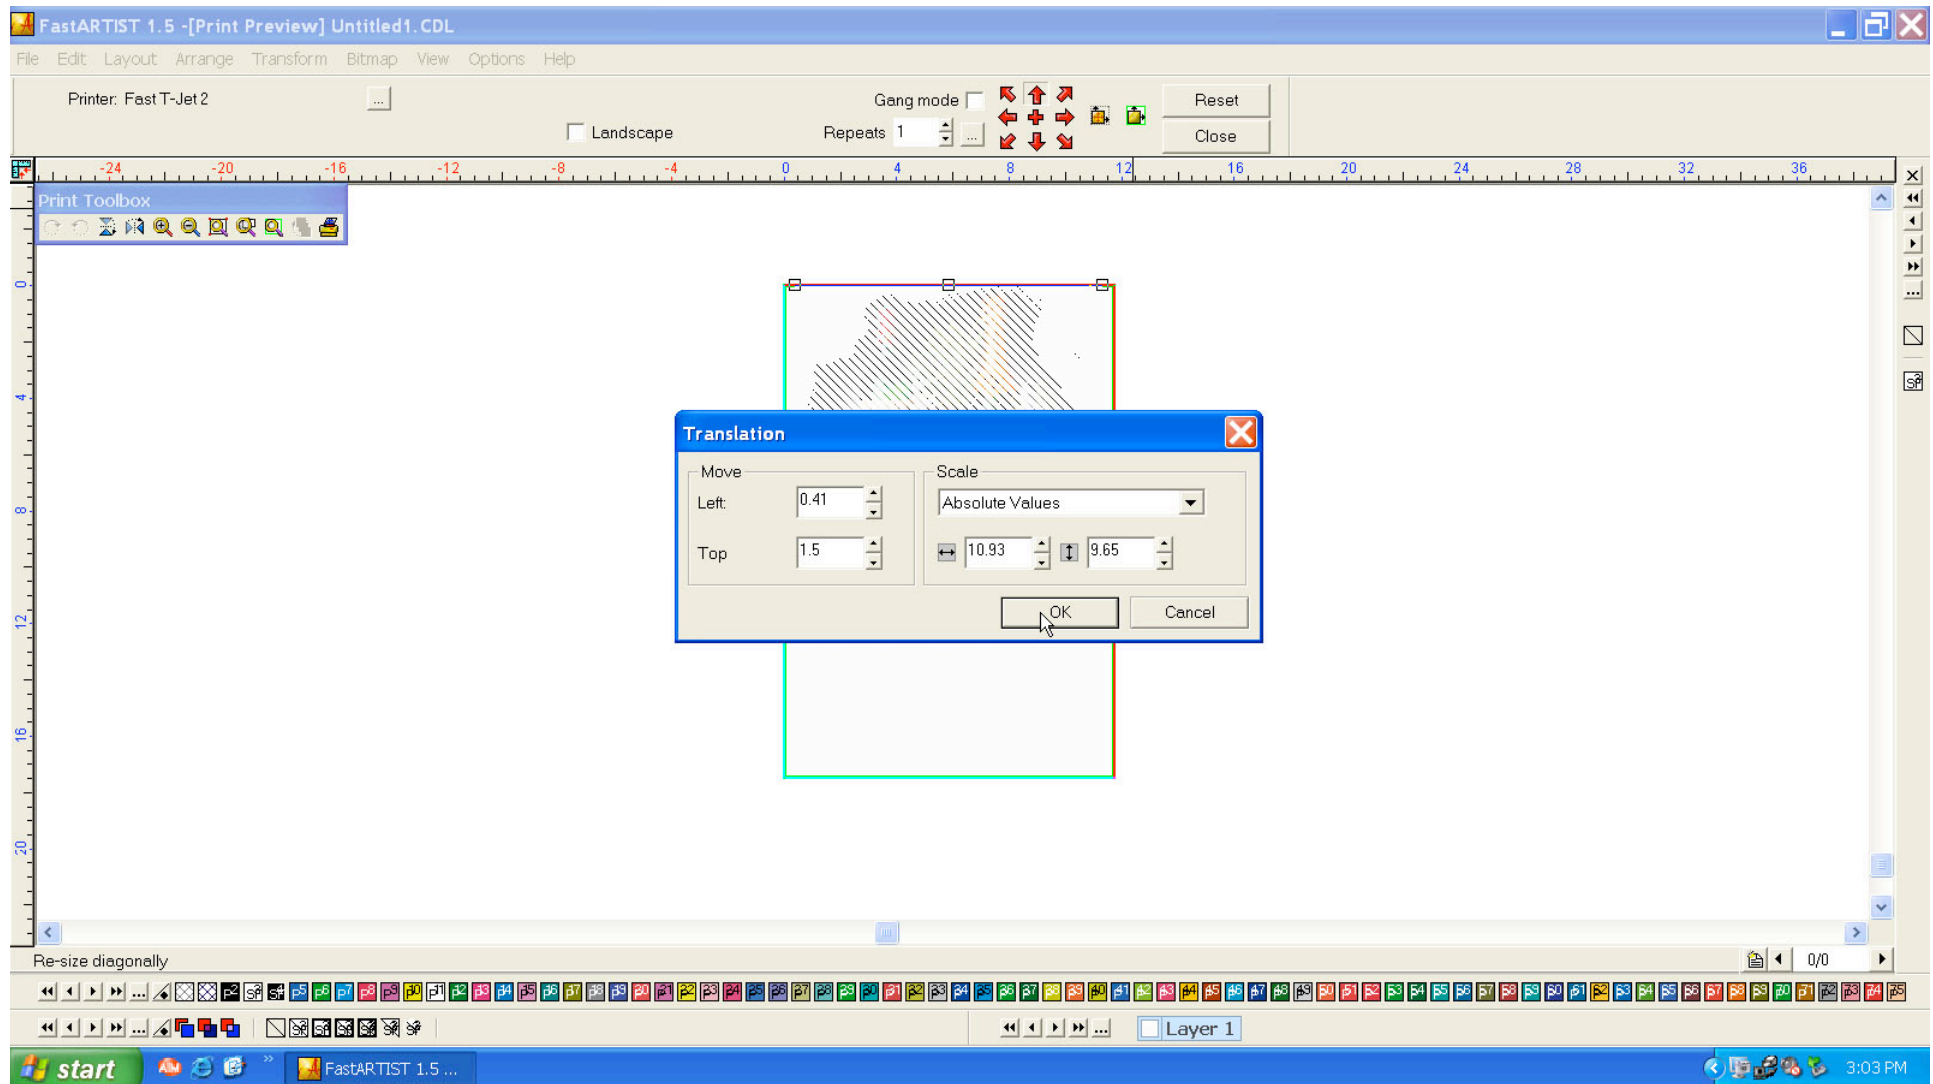 FastARTIST 1.5 -[Print Preview] Untitled1.CDL
File Edit Layout Arrange Transform Bitmap View Options Help
Printer: Fast T-Jet 2 ... Gang mode Reset
Landscape Repeats 1 ... Close
-24 -20 -16 -12 -8 -4 0 4 8 12 16 20 24 28 32 36
Print Toolbox
0
4
8
12
16
20
Translation
Move Scale
Left: 0.41 Absolute Values
Top 1.5 10.93 9.65
OK Cancel
Re-size diagonally 0/0
Layer 1
start FastARTIST 1.5 ... 3:03 PM